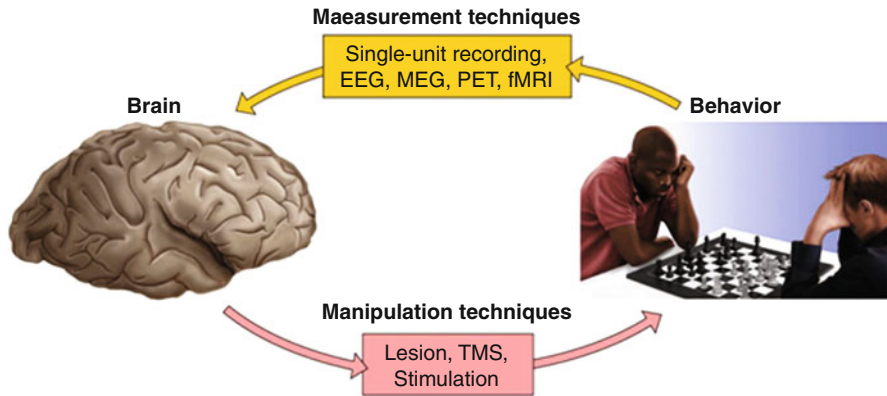 Maeasurement techniques
Single-unit recording,
EEG, MEG, PET, fMRI
Brain
Behavior
Manipulation techniques
Lesion, TMS,
Stimulation